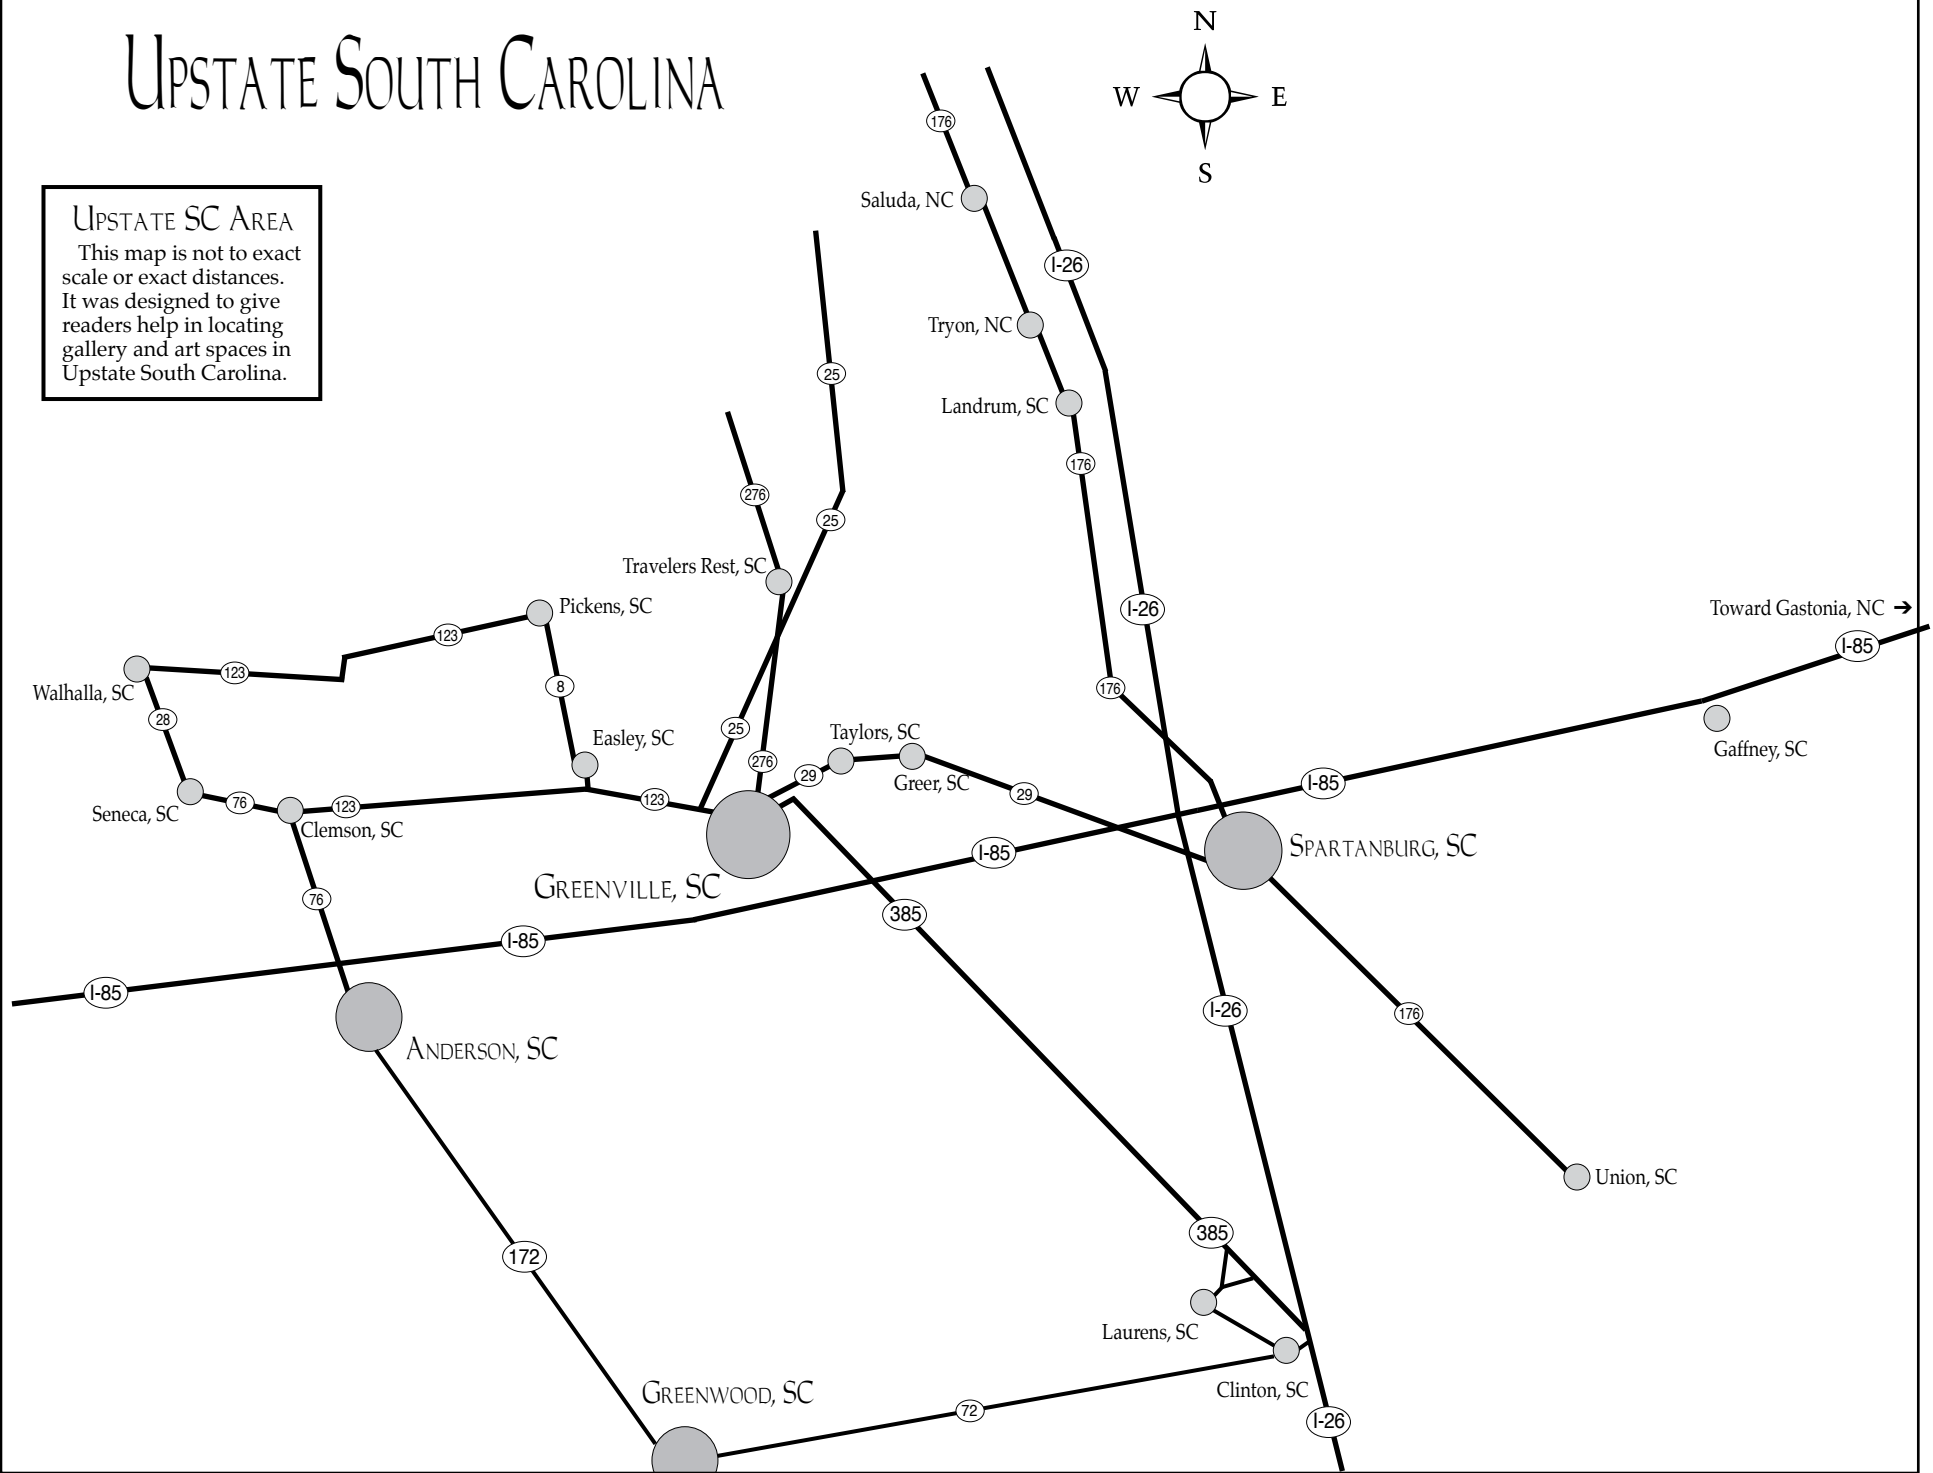 N
UPSTATE SOUTH CAROLINA
W E
S
176
Saluda, NC
UPSTATE SC AREA
This map is not to exact
scale or exact distances.
It was designed to give
readers help in locating
gallery and art spaces in
Upstate South Carolina.
I-26
Tryon, NC
25
Landrum, SC
176
276
25
Travelers Rest, SC
Pickens, SC
I-26
Toward Gastonia, NC ➔
123
I-85
123
Walhalla, SC
8
176
28
25
Gaffney, SC
Easley, SC
Taylors, SC
276
29
Greer, SC
I-85
Seneca, SC
76
123
123
29
Clemson, SC
SPARTANBURG, SC
I-85
GREENVILLE, SC
76
385
I-85
I-85
I-26
176
ANDERSON, SC
Union, SC
385
172
Laurens, SC
GREENWOOD, SC
Clinton, SC
72
I-26